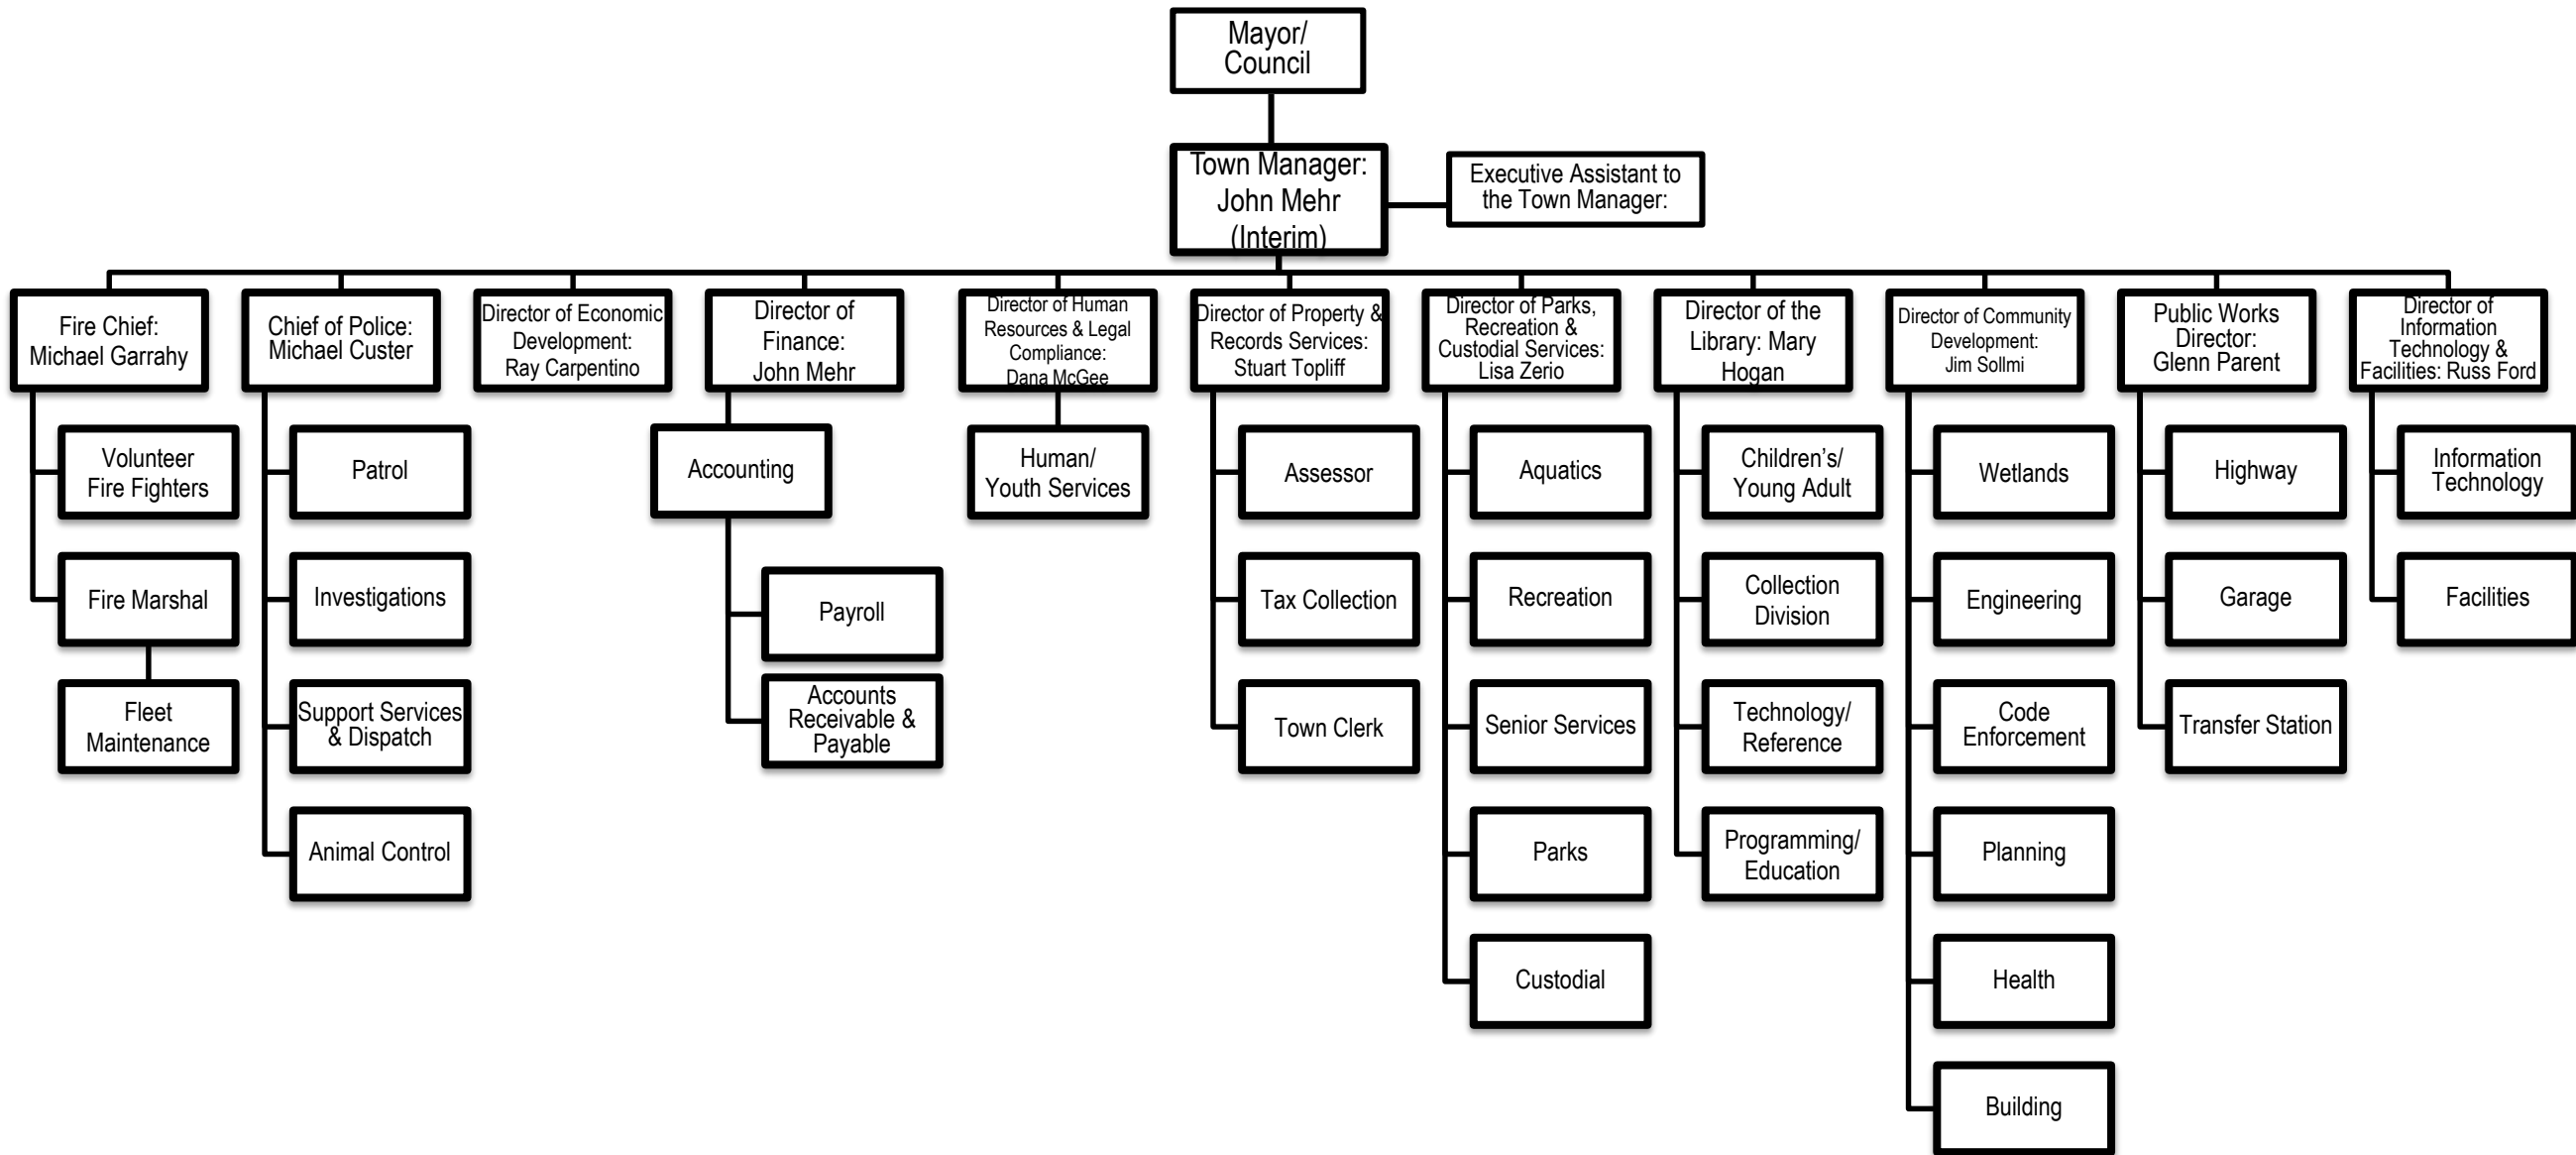 Mayor/
Council
Town Manager:
John Mehr
(Interim)
Executive Assistant to
the Town Manager:
Fire Chief:
Michael Garrahy
Chief of Police:
Michael Custer
Director of Economic
Development:
Ray Carpentino
Director of
Finance:
John Mehr
Director of Human
Resources & Legal
Compliance:
Dana McGee
Director of Property &
Records Services:
Stuart Topliff
Director of Parks,
Recreation &
Custodial Services:
Lisa Zerio
Director of the
Library: Mary
Hogan
Director of Community
Development:
Jim Sollmi
Public Works
Director:
Glenn Parent
Director of
Information
Technology &
Facilities: Russ Ford
Volunteer
Fire Fighters
Patrol
Accounting
Human/
Youth Services
Assessor
Aquatics
Children’s/
Young Adult
Wetlands
Highway
Information
Technology
Fire Marshal
Investigations
Payroll
Tax Collection
Recreation
Collection
Division
Engineering
Garage
Facilities
Fleet
Maintenance
Support Services
& Dispatch
Accounts
Receivable &
Payable
Town Clerk
Senior Services
Technology/
Reference
Code
Enforcement
Transfer Station
Animal Control
Parks
Programming/
Education
Planning
Custodial
Health
Building